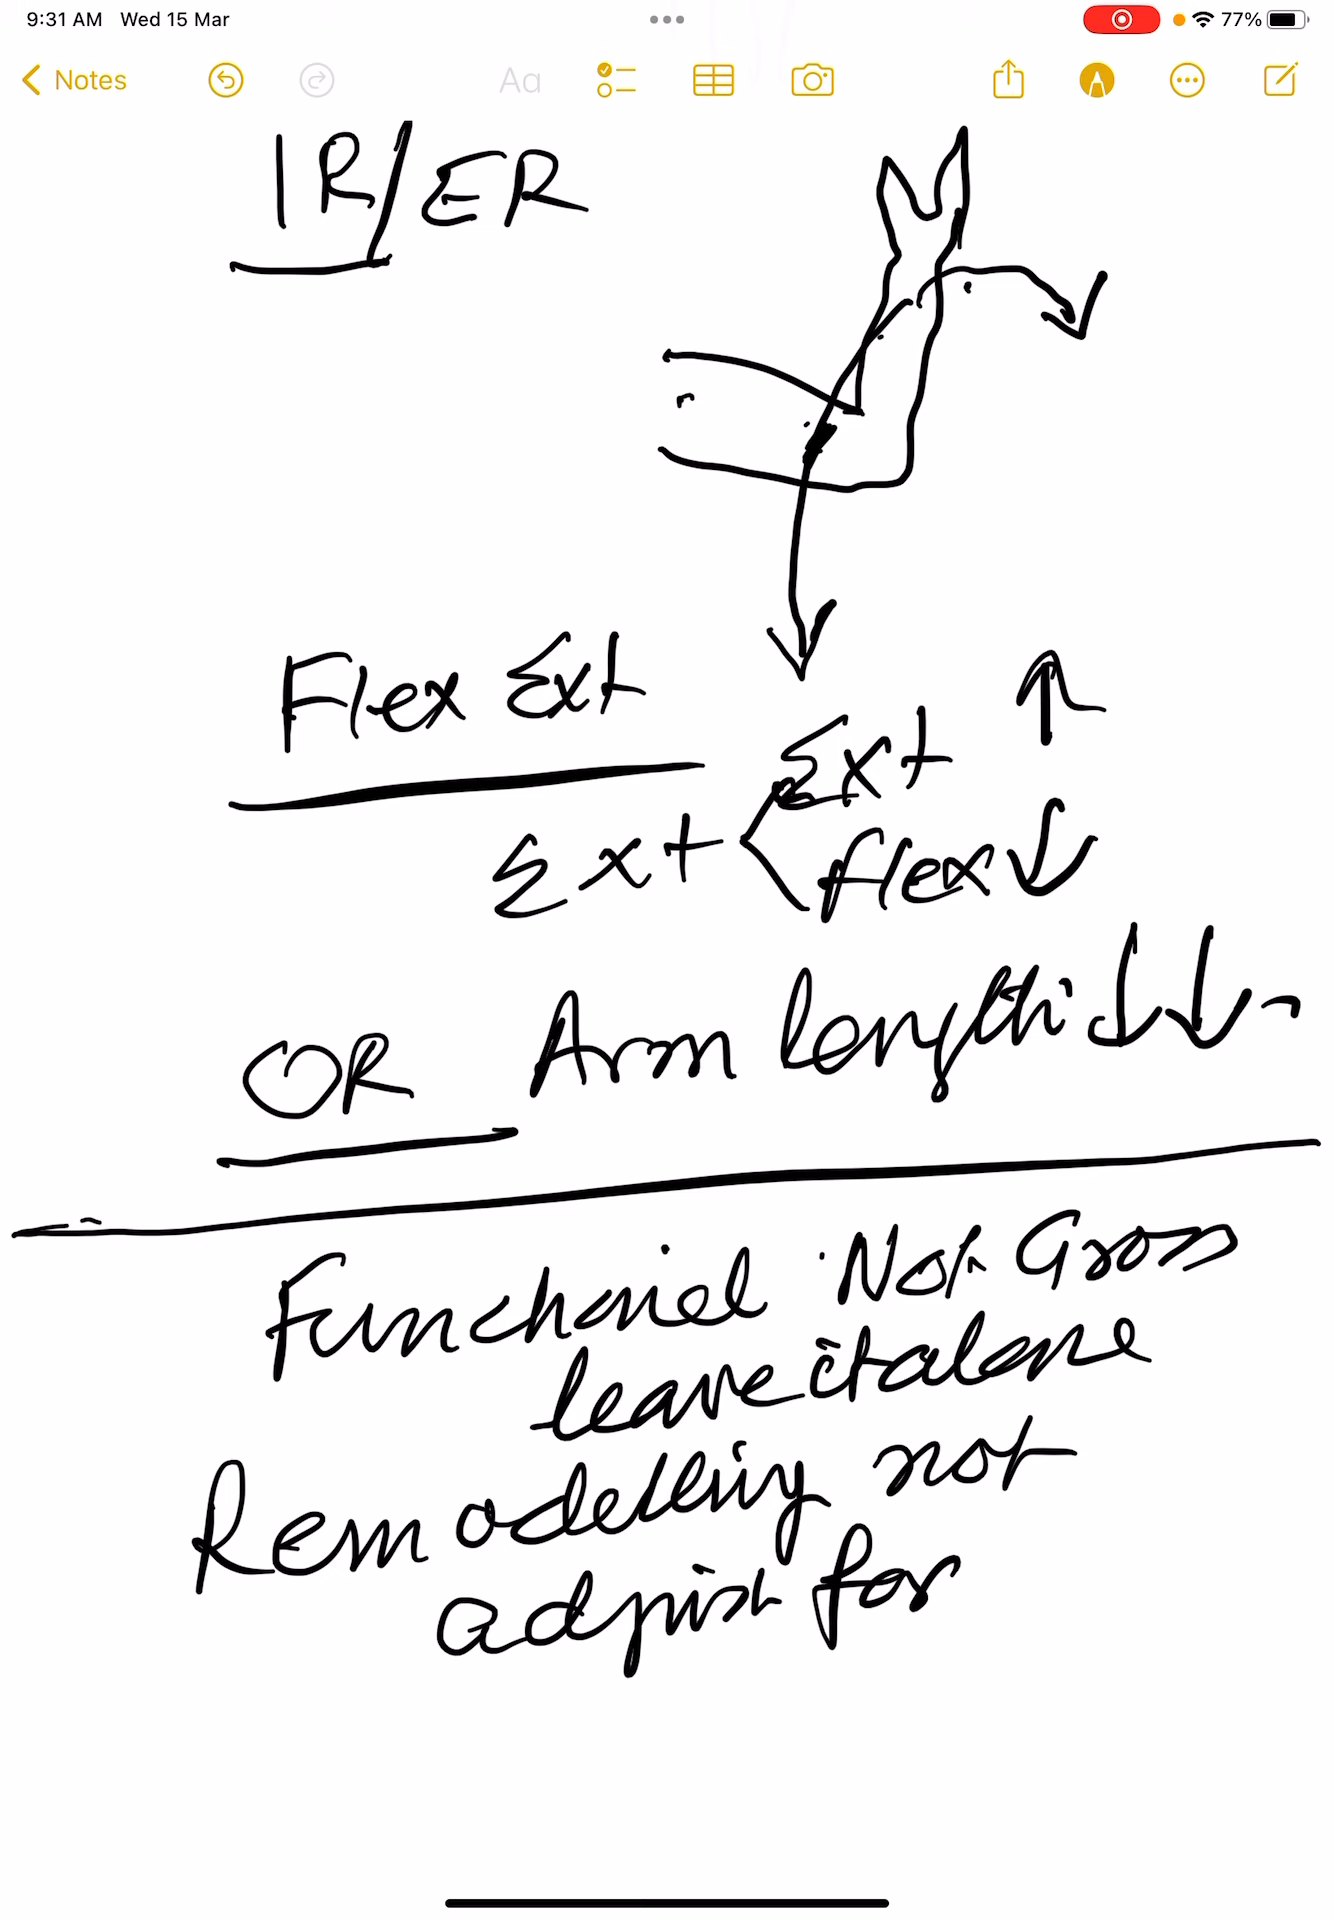 9:31 AM Wed 15 Mar
77%
Notes
Aa
IR/ER
Flex Ext
Ext ↑
Ext < flex ↓
OR Arm length ↓↓
Functional Not Gross
leave it alone
Remodelling not
adjust for